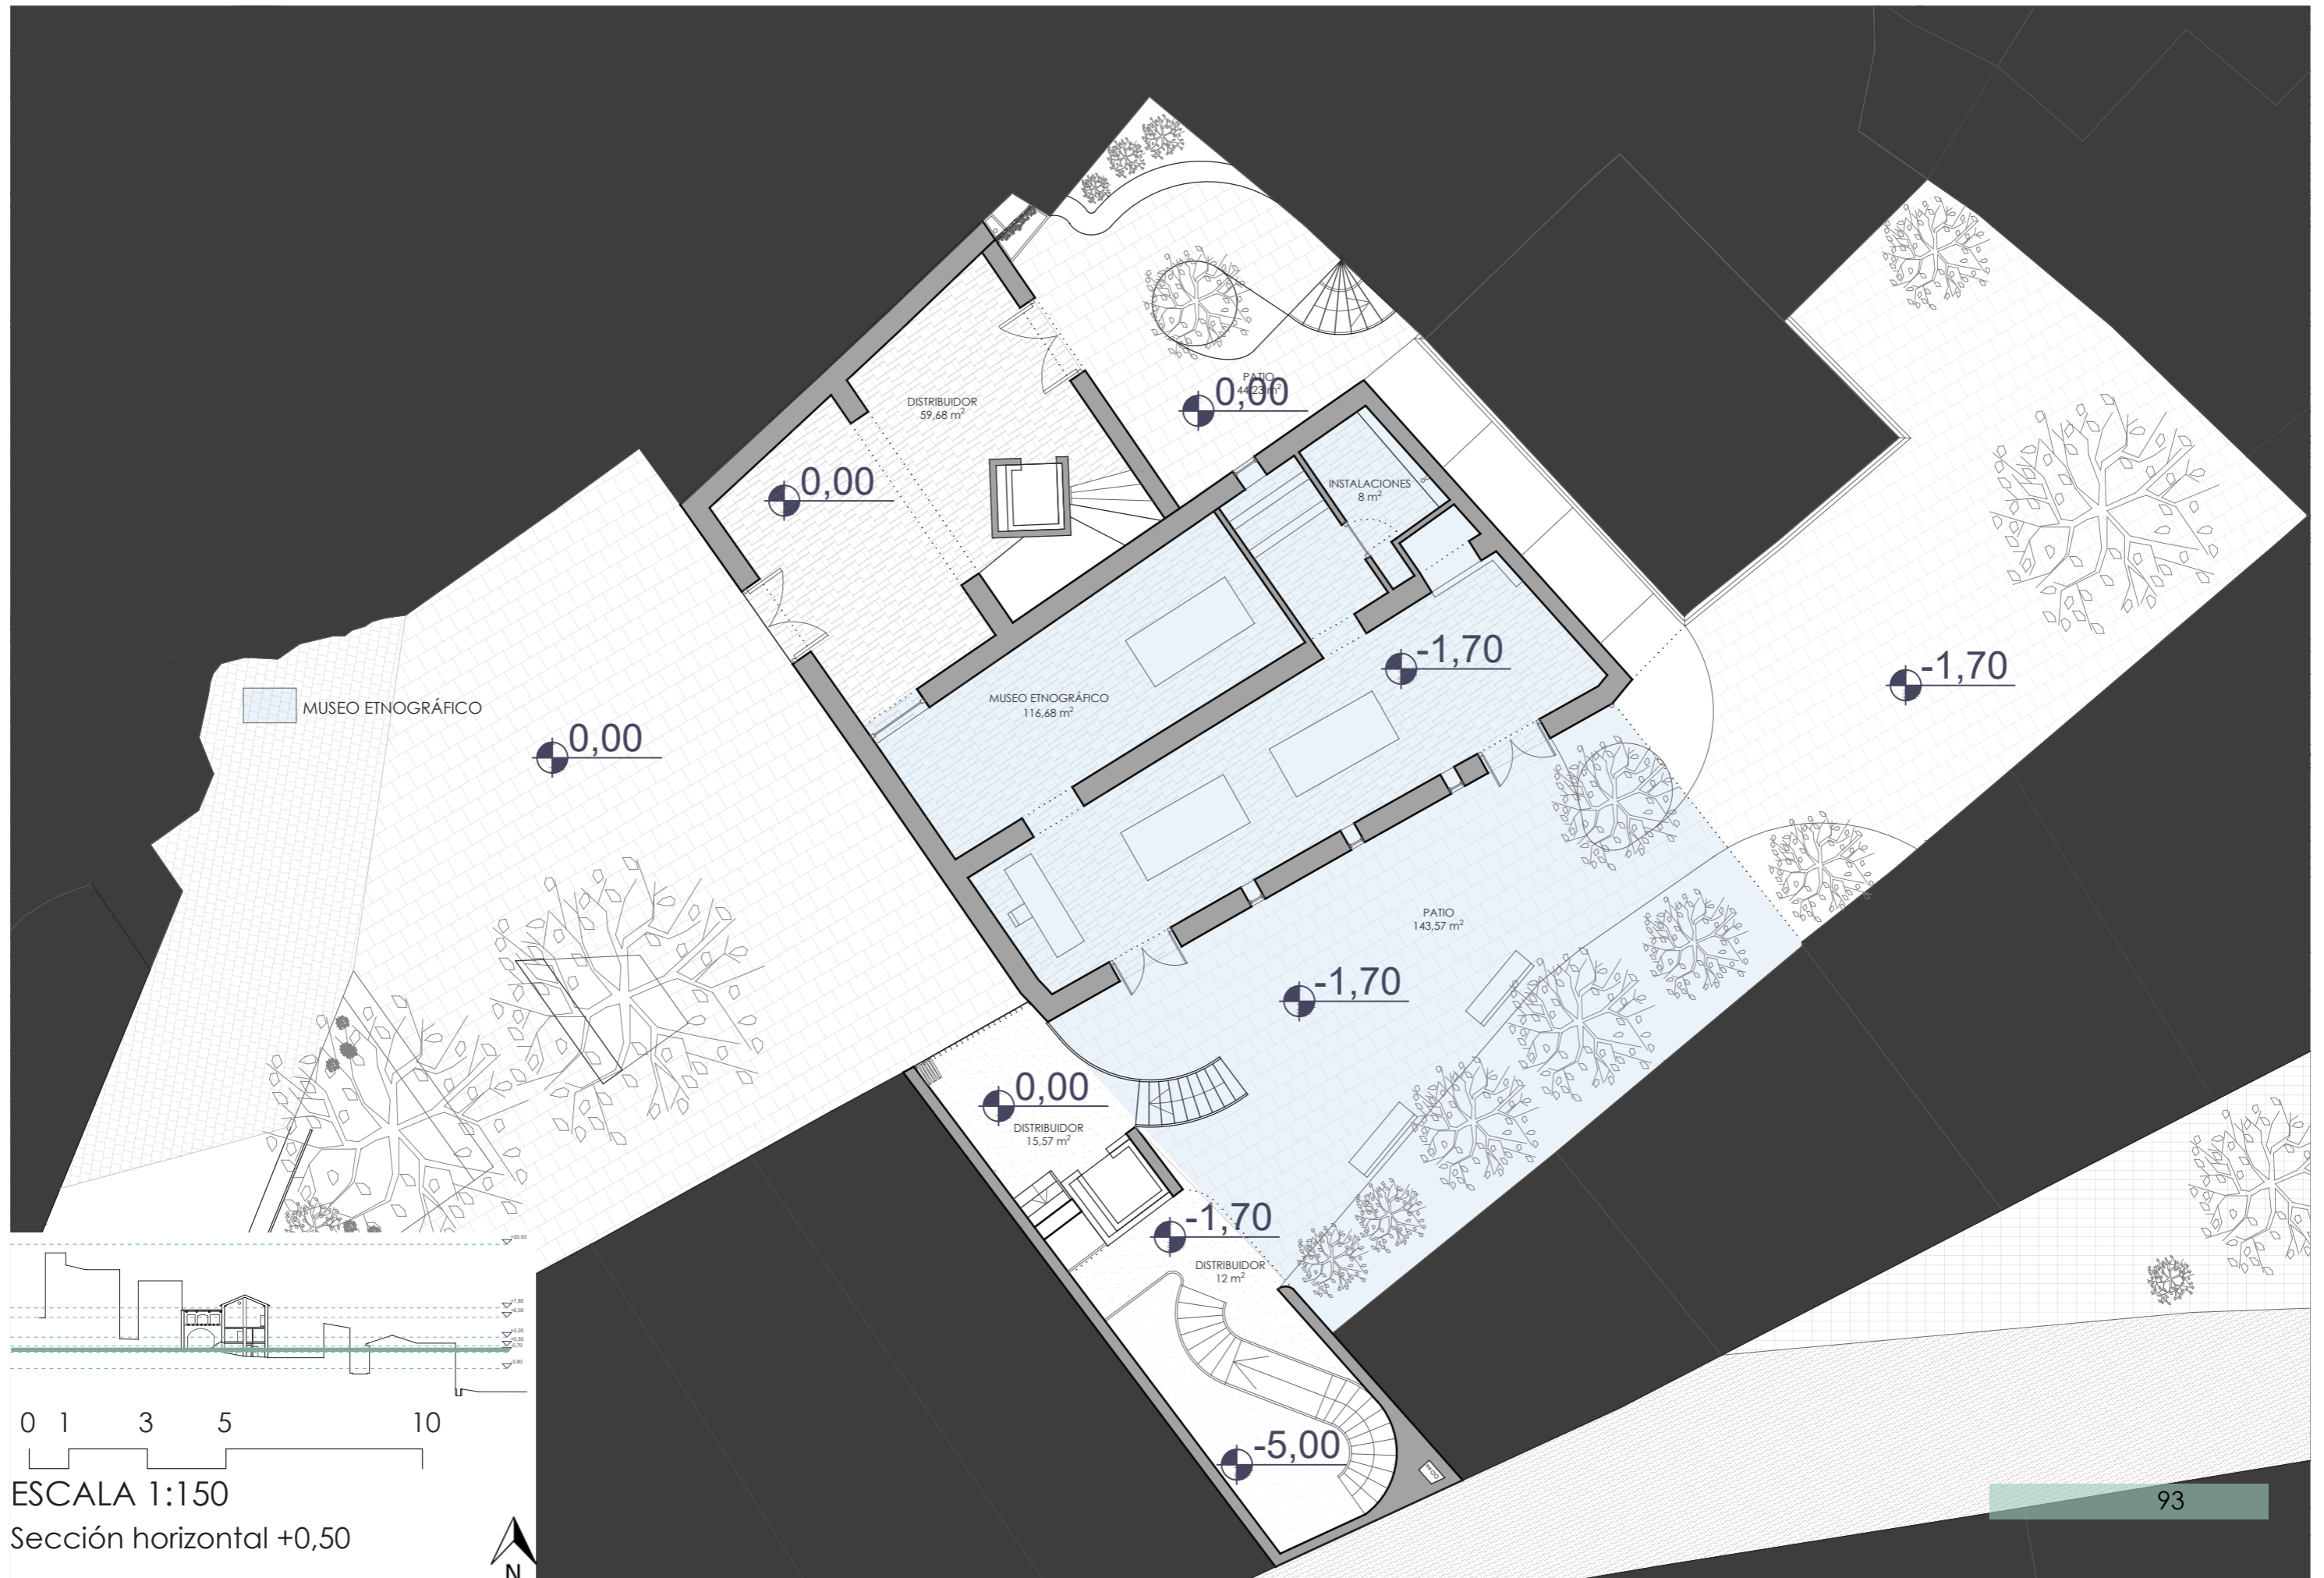 PATIO
44,23 m²
0,00
DISTRIBUIDOR
59,68 m²
0,00
INSTALACIONES
8 m²
-1,70
-1,70
MUSEO ETNOGRÁFICO
116,68 m²
MUSEO ETNOGRÁFICO
0,00
PATIO
143,57 m²
-1,70
0,00
DISTRIBUIDOR
15,57 m²
-1,70
DISTRIBUIDOR
12 m²
-5,00
0 1 3 5 10
ESCALA 1:150
Sección horizontal +0,50
N
93